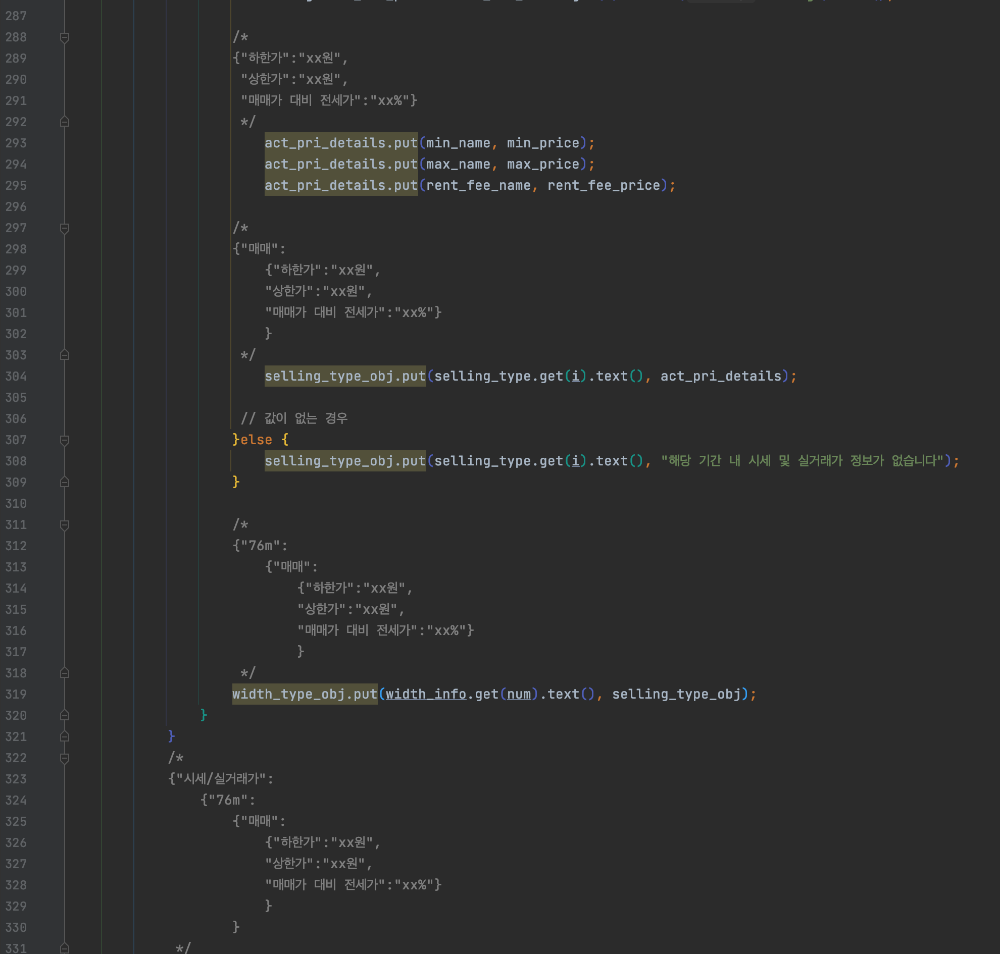 287
288 /*
289 {"하한가":"xx원",
290 "상한가":"xx원",
291 "매매가 대비 전세가":"xx%"}
292 */
293 act_pri_details.put(min_name, min_price);
294 act_pri_details.put(max_name, max_price);
295 act_pri_details.put(rent_fee_name, rent_fee_price);
296
297 /*
298 {"매매":
299 {"하한가":"xx원",
300 "상한가":"xx원",
301 "매매가 대비 전세가":"xx%"}
302 }
303 */
304 selling_type_obj.put(selling_type.get(i).text(), act_pri_details);
305
306 // 값이 없는 경우
307 }else {
308 selling_type_obj.put(selling_type.get(i).text(), "해당 기간 내 시세 및 실거래가 정보가 없습니다");
309 }
310
311 /*
312 {"76m":
313 {"매매":
314 {"하한가":"xx원",
315 "상한가":"xx원",
316 "매매가 대비 전세가":"xx%"}
317 }
318 */
319 width_type_obj.put(width_info.get(num).text(), selling_type_obj);
320 }
321 }
322 /*
323 {"시세/실거래가":
324 {"76m":
325 {"매매":
326 {"하한가":"xx원",
327 "상한가":"xx원",
328 "매매가 대비 전세가":"xx%"}
329 }
330 }
331 */